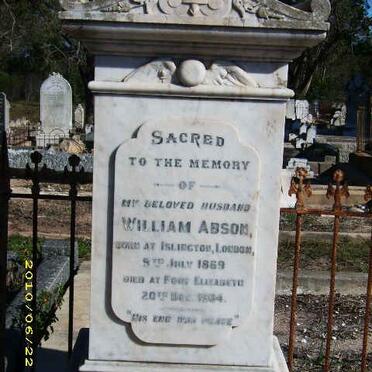 SACRED
TO THE MEMORY
OF
MY BELOVED HUSBAND
WILLIAM ABSON,
BORN AT ISLINGTON, LONDON,
9TH JULY 1869
DIED AT PORT ELIZABETH
20TH DEC. 1904.
"HIS END WAS PEACE"
2010/06/22